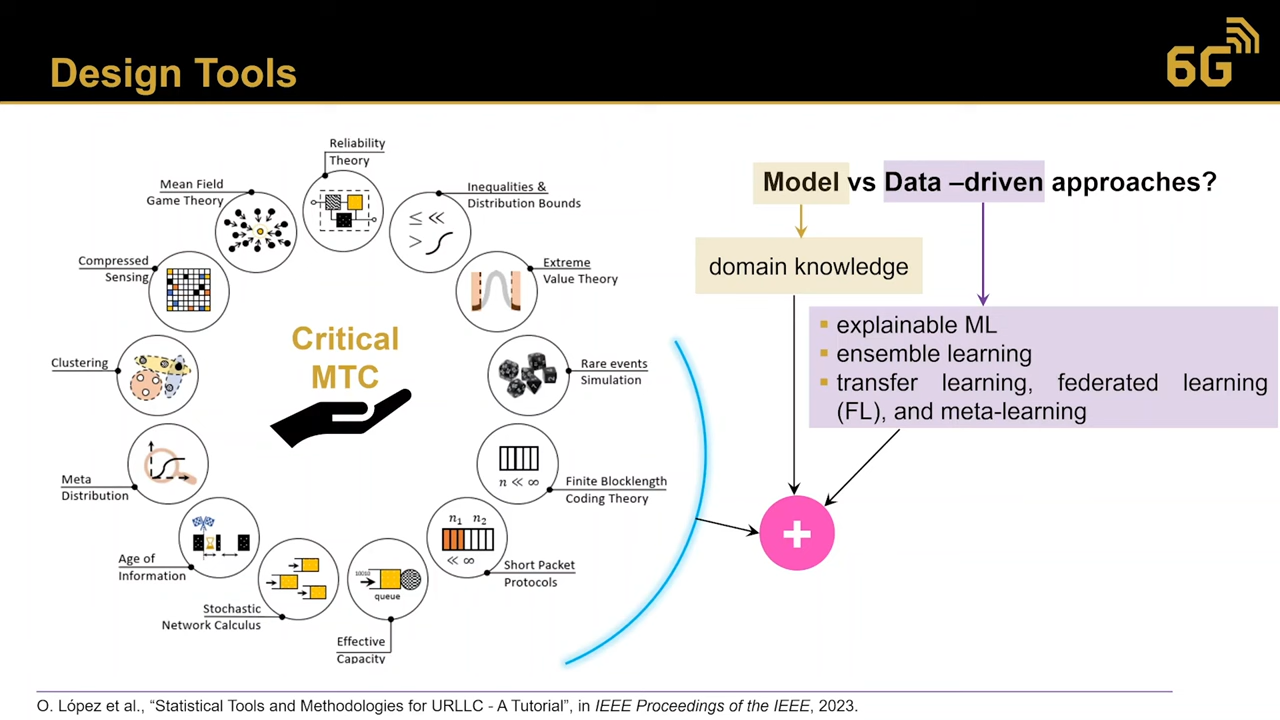 Design Tools
6G
Reliability
Theory
Mean Field
Game Theory
Inequalities &
Distribution Bounds
≤ ≪
>
Compressed
Sensing
Extreme
Value Theory
Clustering
Critical
MTC
Rare events
Simulation
Meta
Distribution
n ≪ ∞
Finite Blocklength
Coding Theory
Age of
Information
n₁ n₂
≪ ∞
Short Packet
Protocols
Stochastic
Network Calculus
10010
queue
Effective
Capacity
Model vs Data –driven approaches?
domain knowledge
▪ explainable ML
▪ ensemble learning
▪ transfer learning, federated learning
(FL), and meta-learning
+
O. López et al., “Statistical Tools and Methodologies for URLLC - A Tutorial”, in IEEE Proceedings of the IEEE, 2023.